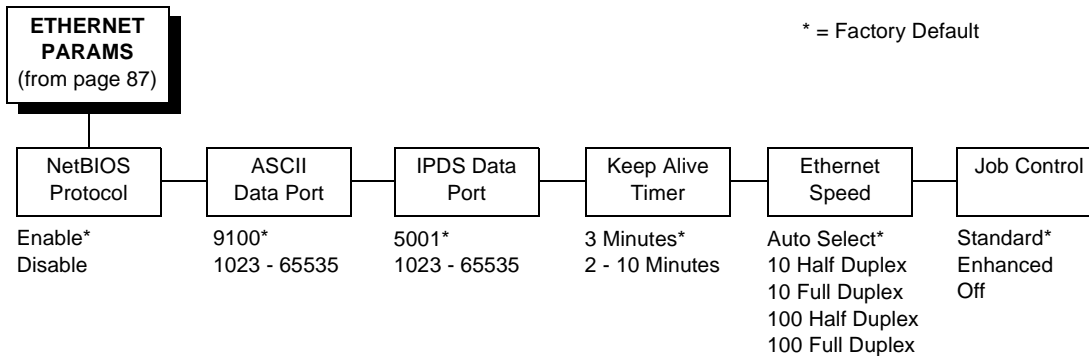 ETHERNET
PARAMS
(from page 87)
* = Factory Default
NetBIOS
Protocol
ASCII
Data Port
IPDS Data
Port
Keep Alive
Timer
Ethernet
Speed
Job Control
Enable*
Disable
9100*
1023 - 65535
5001*
1023 - 65535
3 Minutes*
2 - 10 Minutes
Auto Select*
10 Half Duplex
10 Full Duplex
100 Half Duplex
100 Full Duplex
Standard*
Enhanced
Off